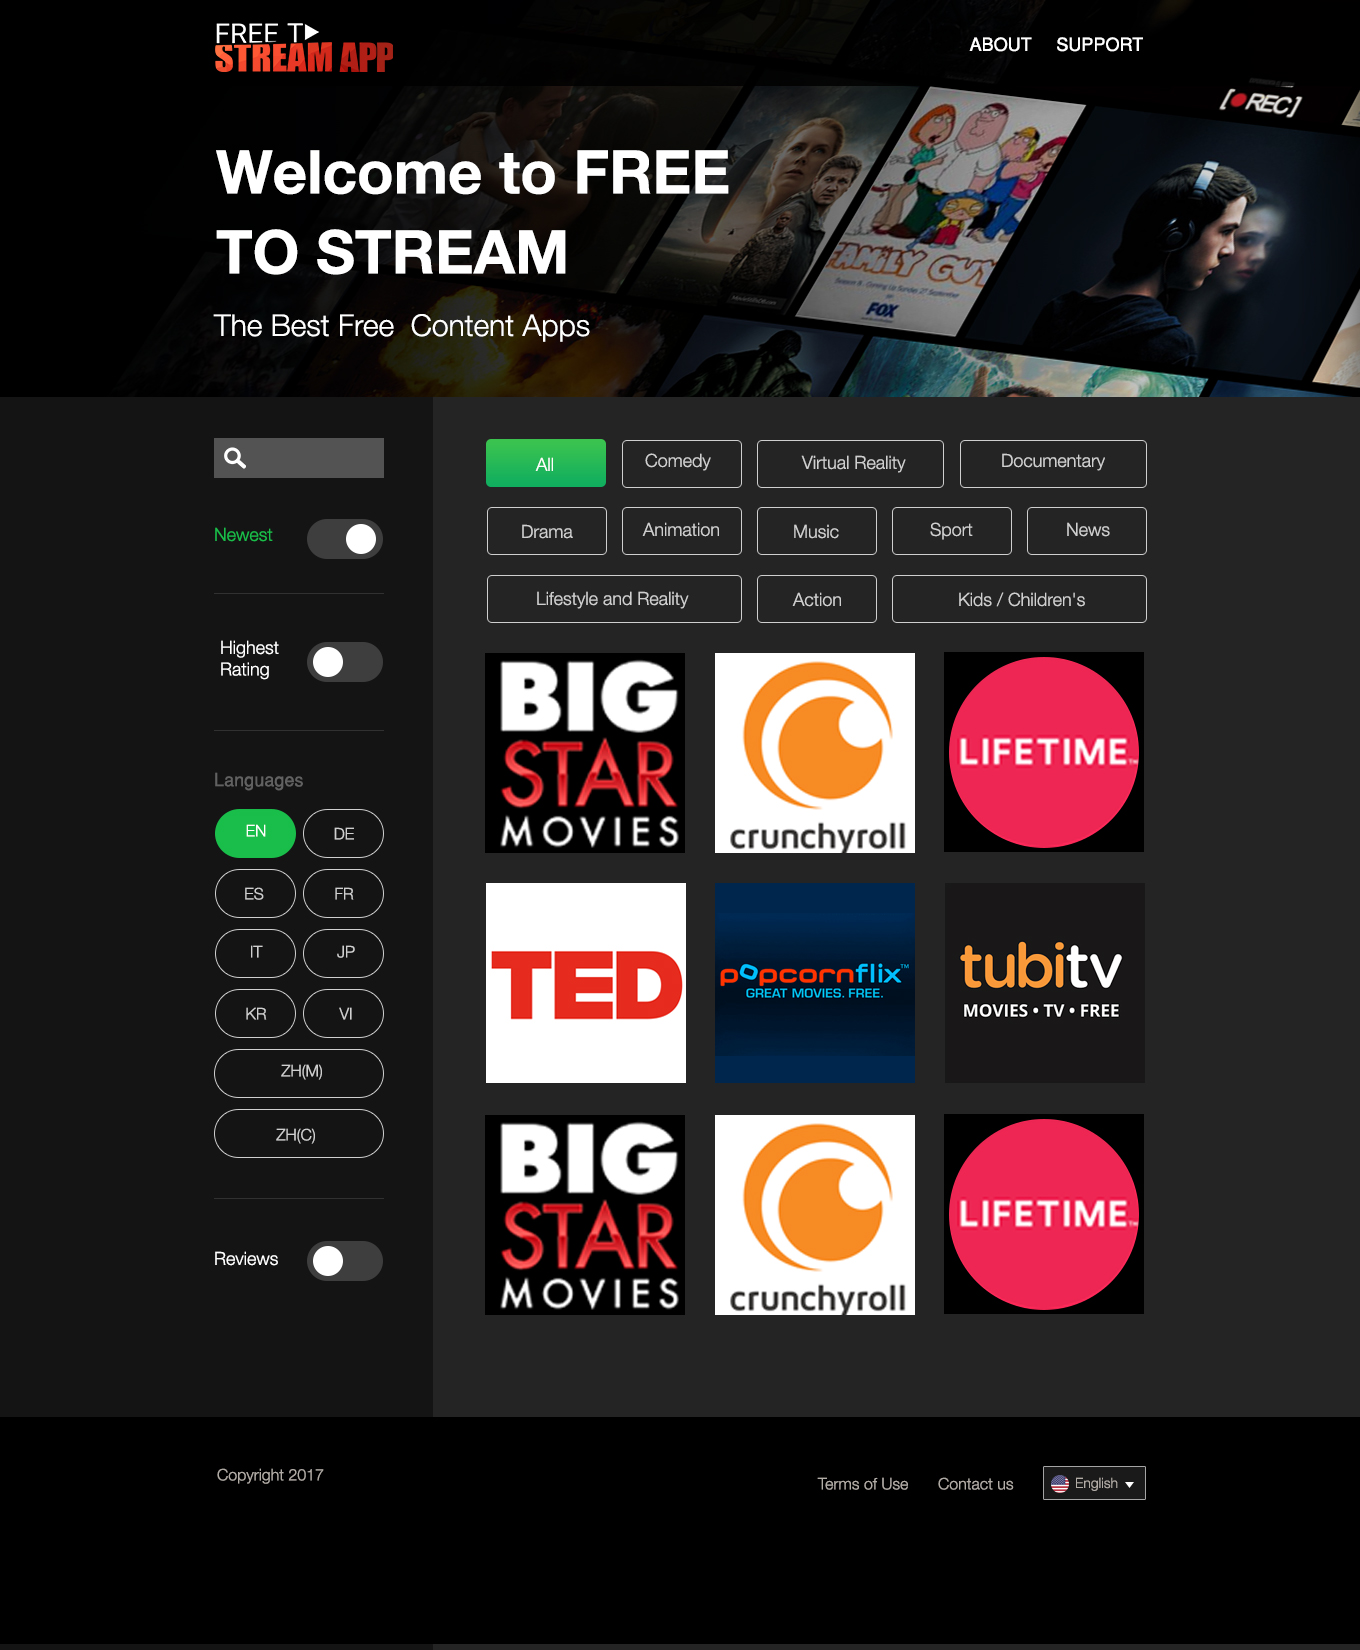 FREE T
STREAM APP
ABOUT SUPPORT
[REC]
Welcome to FREE
TO STREAM
The Best Free Content Apps
FAMILY GUY
FOX
All Comedy Virtual Reality Documentary
Newest
Drama Animation Music Sport News
Lifestyle and Reality Action Kids / Children's
Highest
Rating
BIG
STAR
MOVIES
crunchyroll
LIFETIME™
Languages
EN DE
ES FR
IT JP
KR VI
ZH(M)
ZH(C)
TED
popcornflix™
GREAT MOVIES. FREE.
tubitv
MOVIES • TV • FREE
Reviews
BIG
STAR
MOVIES
crunchyroll
LIFETIME™
Copyright 2017
Terms of Use Contact us English